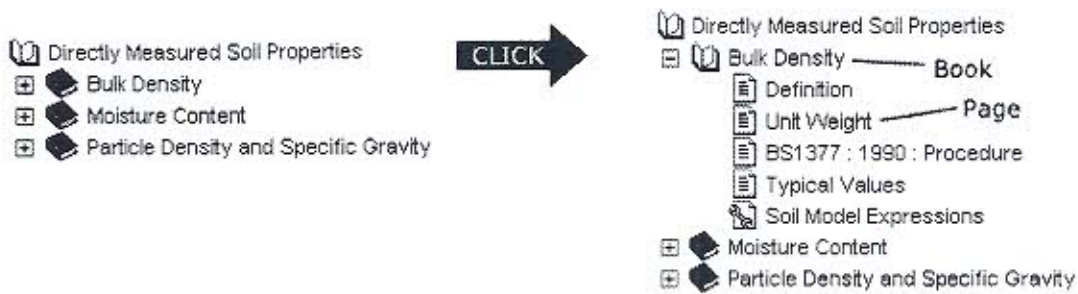 Directly Measured Soil Properties
Bulk Density
Moisture Content
Particle Density and Specific Gravity
CLICK
Directly Measured Soil Properties
Bulk Density Book
Definition
Unit Weight Page
BS1377 : 1990 : Procedure
Typical Values
Soil Model Expressions
Moisture Content
Particle Density and Specific Gravity